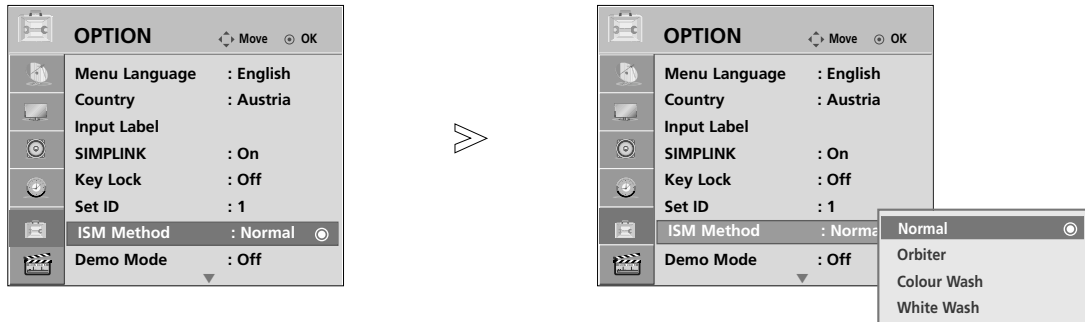 OPTION Move OK
Menu Language : English
Country : Austria
Input Label
SIMPLINK : On
Key Lock : Off
Set ID : 1
ISM Method : Normal
Demo Mode : Off
OPTION Move OK
Menu Language : English
Country : Austria
Input Label
SIMPLINK : On
Key Lock : Off
Set ID : 1
ISM Method : Norma
Demo Mode : Off
Normal
Orbiter
Colour Wash
White Wash